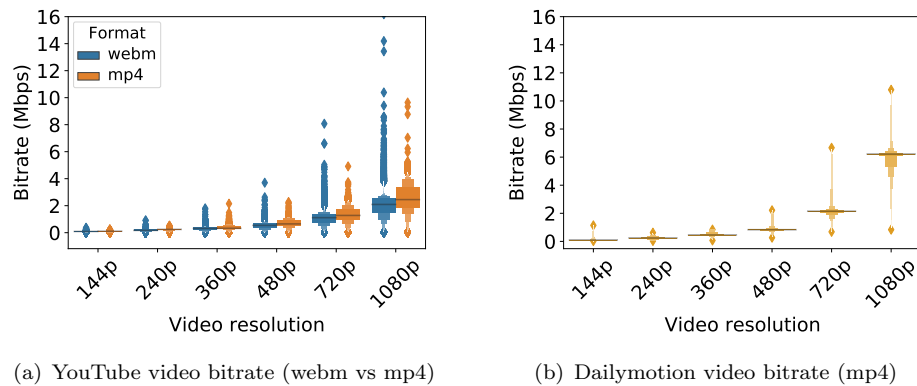 16
14
12
10
8
6
4
2
0
Bitrate (Mbps)
Format
webm
mp4
144p
240p
360p
480p
720p
1080p
Video resolution
(a) YouTube video bitrate (webm vs mp4)
16
14
12
10
8
6
4
2
0
Bitrate (Mbps)
144p
240p
360p
480p
720p
1080p
Video resolution
(b) Dailymotion video bitrate (mp4)